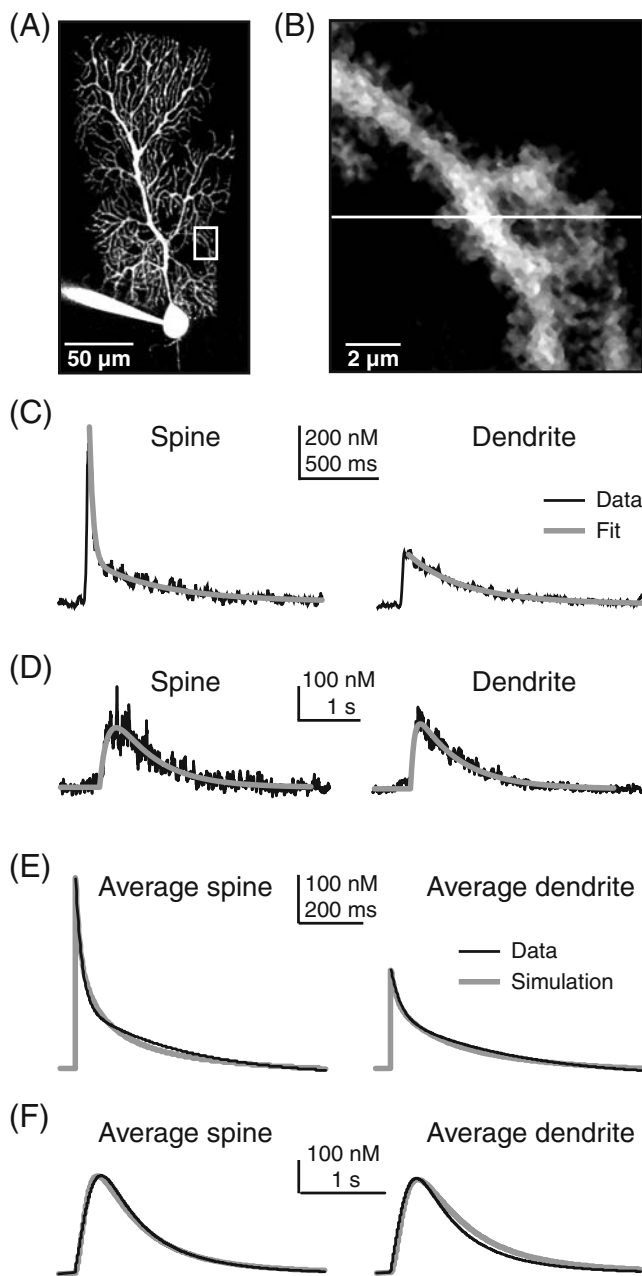 (A)
(B)
50 µm
2 µm
(C)
Spine
200 nM
500 ms
Dendrite
Data
Fit
(D)
Spine
100 nM
1 s
Dendrite
(E)
Average spine
100 nM
200 ms
Average dendrite
Data
Simulation
(F)
Average spine
100 nM
1 s
Average dendrite